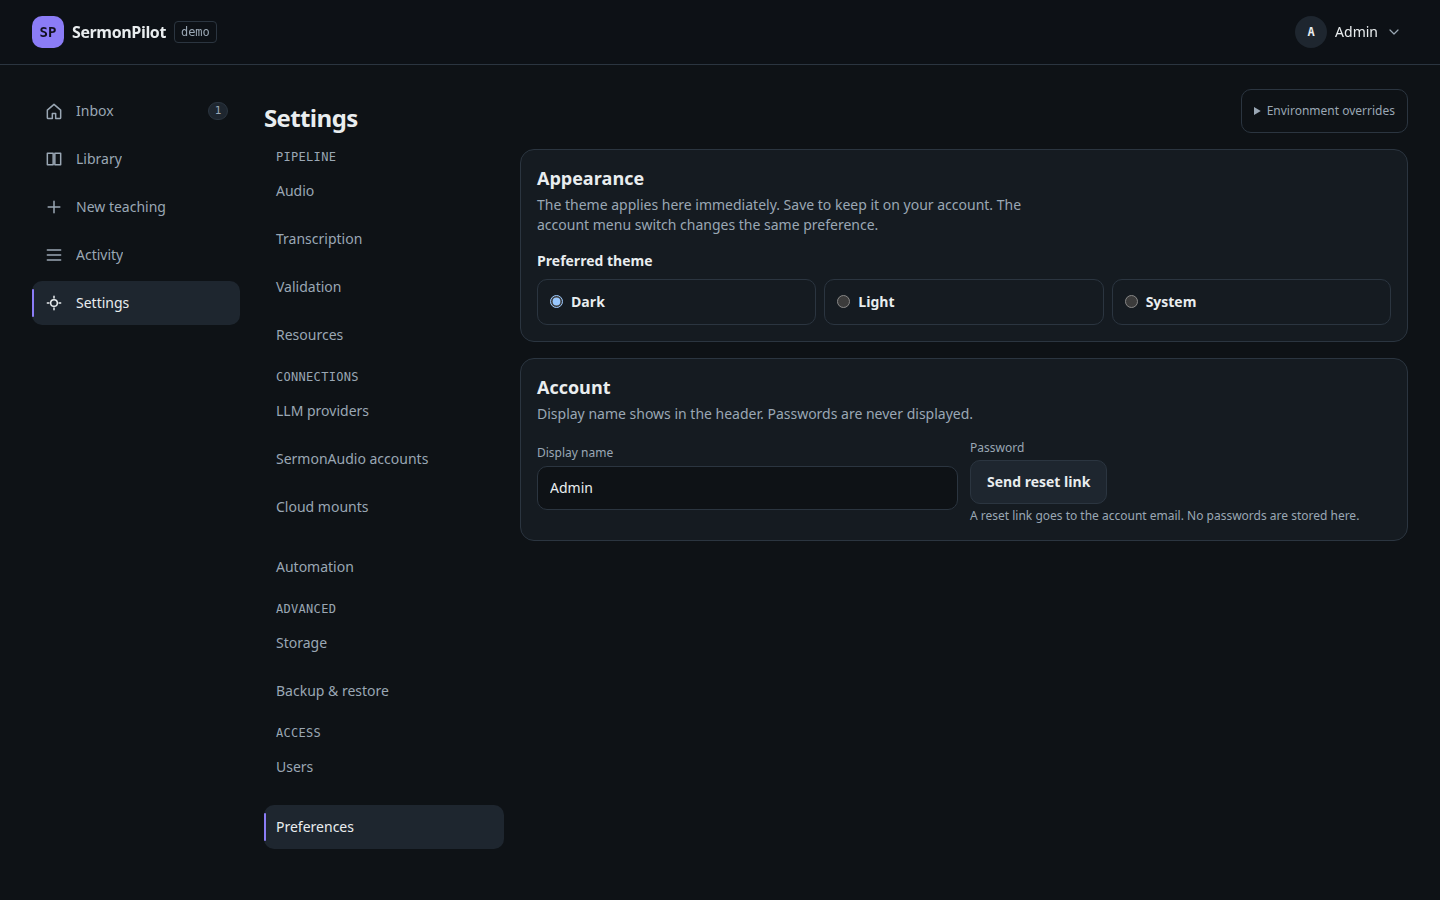 SP SermonPilot demo
A Admin
Inbox 1
Library
New teaching
Activity
Settings
Settings
Environment overrides
PIPELINE
Audio
Transcription
Validation
Resources
CONNECTIONS
LLM providers
SermonAudio accounts
Cloud mounts
Automation
ADVANCED
Storage
Backup & restore
ACCESS
Users
Preferences
Appearance
The theme applies here immediately. Save to keep it on your account. The
account menu switch changes the same preference.
Preferred theme
Dark Light System
Account
Display name shows in the header. Passwords are never displayed.
Display name
Admin
Password
Send reset link
A reset link goes to the account email. No passwords are stored here.